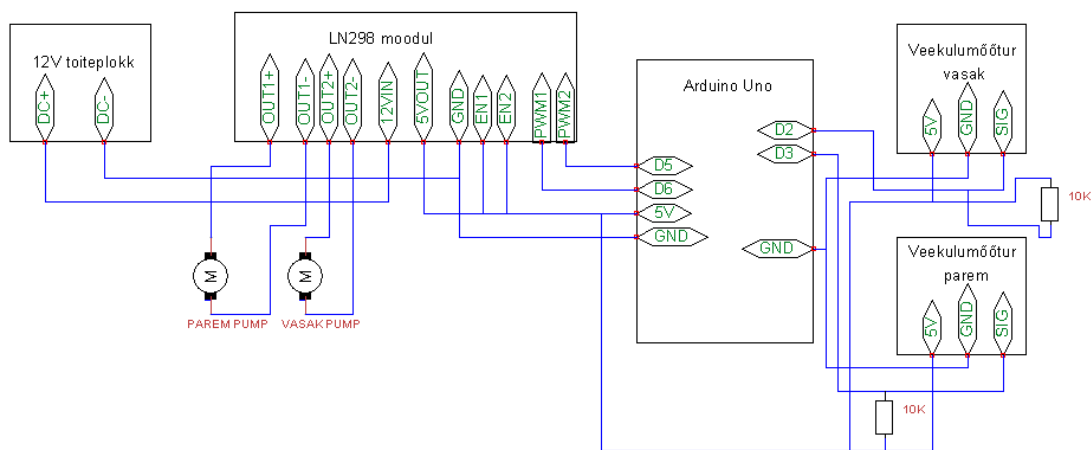 12V toiteplokk
DC+
DC-
LN298 moodul
OUT1+
OUT1-
OUT2+
OUT2-
12VIN
5VOUT
GND
EN1
EN2
PWM1
PWM2
M
PAREM PUMP
M
VASAK PUMP
Arduino Uno
D5
D6
5V
GND
D2
D3
GND
Veekulumõõtur
vasak
5V
GND
SIG
10K
Veekulumõõtur
parem
5V
GND
SIG
10K